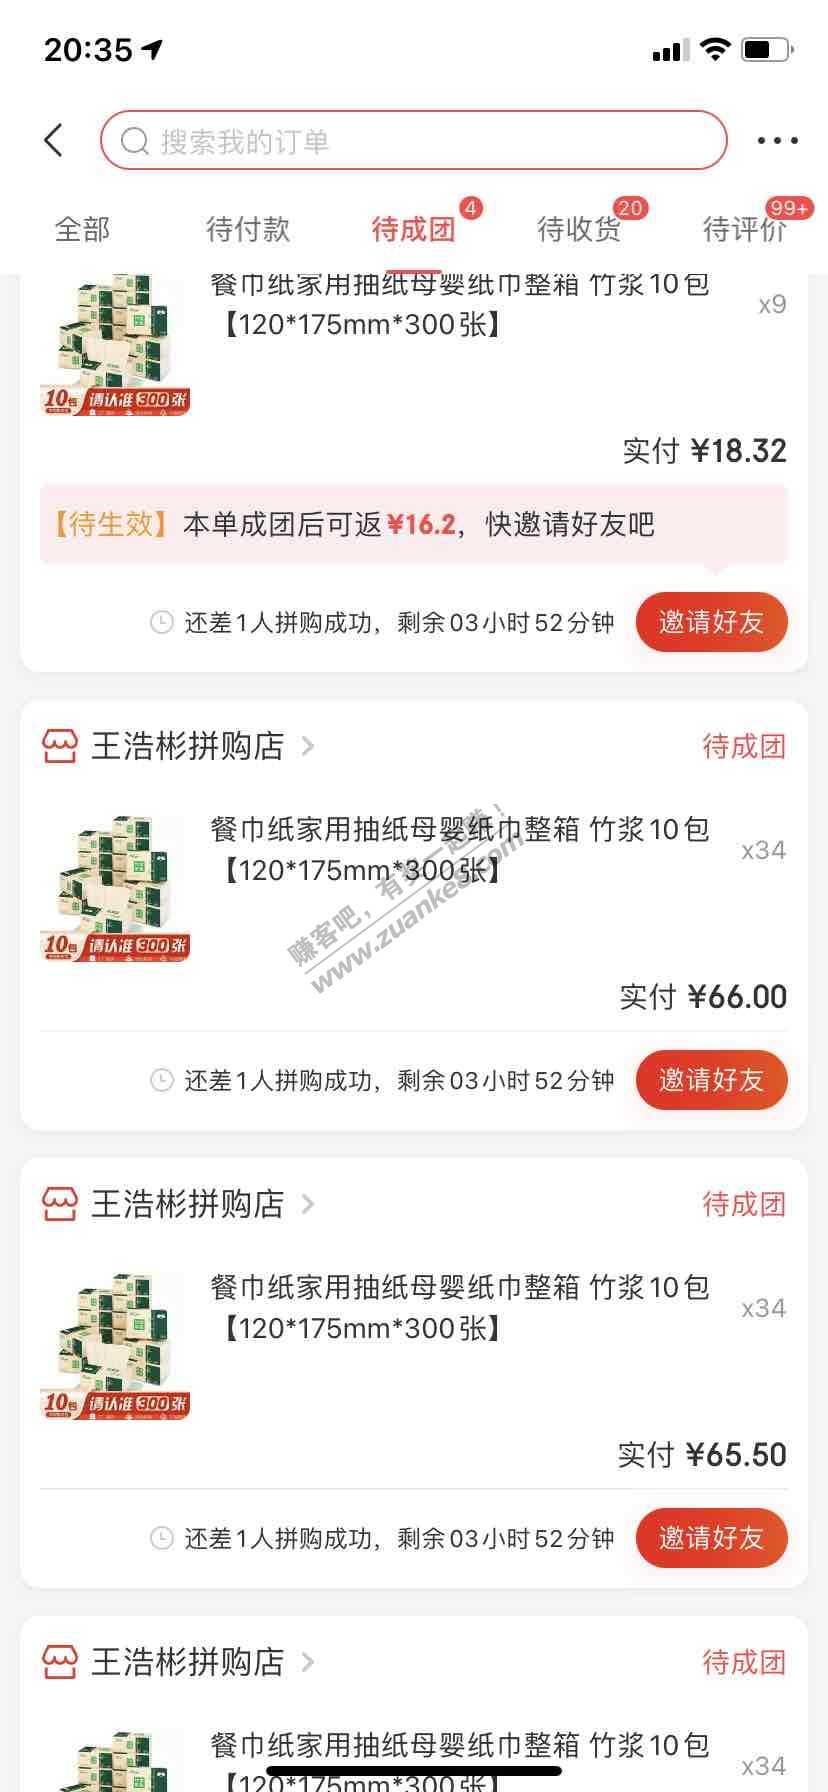 20:35
搜索我的订单
全部 待付款 待成团 4 待收货 20 待评价 99+
餐巾纸家用抽纸母婴纸巾整箱 竹浆10包
x9
【120*175mm*300张】
10包 请认准300张
实付 ¥18.32
【待生效】本单成团后可返¥16.2，快邀请好友吧
还差1人拼购成功，剩余03小时52分钟 邀请好友
王浩彬拼购店 待成团
餐巾纸家用抽纸母婴纸巾整箱 竹浆10包
x34
【120*175mm*300张】
10包 请认准300张
赚客吧，有奖一起赚！
www.zuanke8.com
实付 ¥66.00
还差1人拼购成功，剩余03小时52分钟 邀请好友
王浩彬拼购店 待成团
餐巾纸家用抽纸母婴纸巾整箱 竹浆10包
x34
【120*175mm*300张】
10包 请认准300张
实付 ¥65.50
还差1人拼购成功，剩余03小时52分钟 邀请好友
王浩彬拼购店 待成团
餐巾纸家用抽纸母婴纸巾整箱 竹浆10包
x34
【120*175mm*300张】